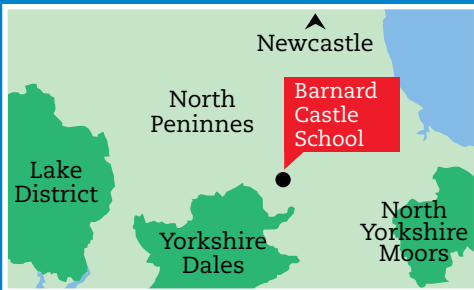 Newcastle
North
Peninnes
Barnard
Castle
School
Lake
District
Yorkshire
Dales
North
Yorkshire
Moors